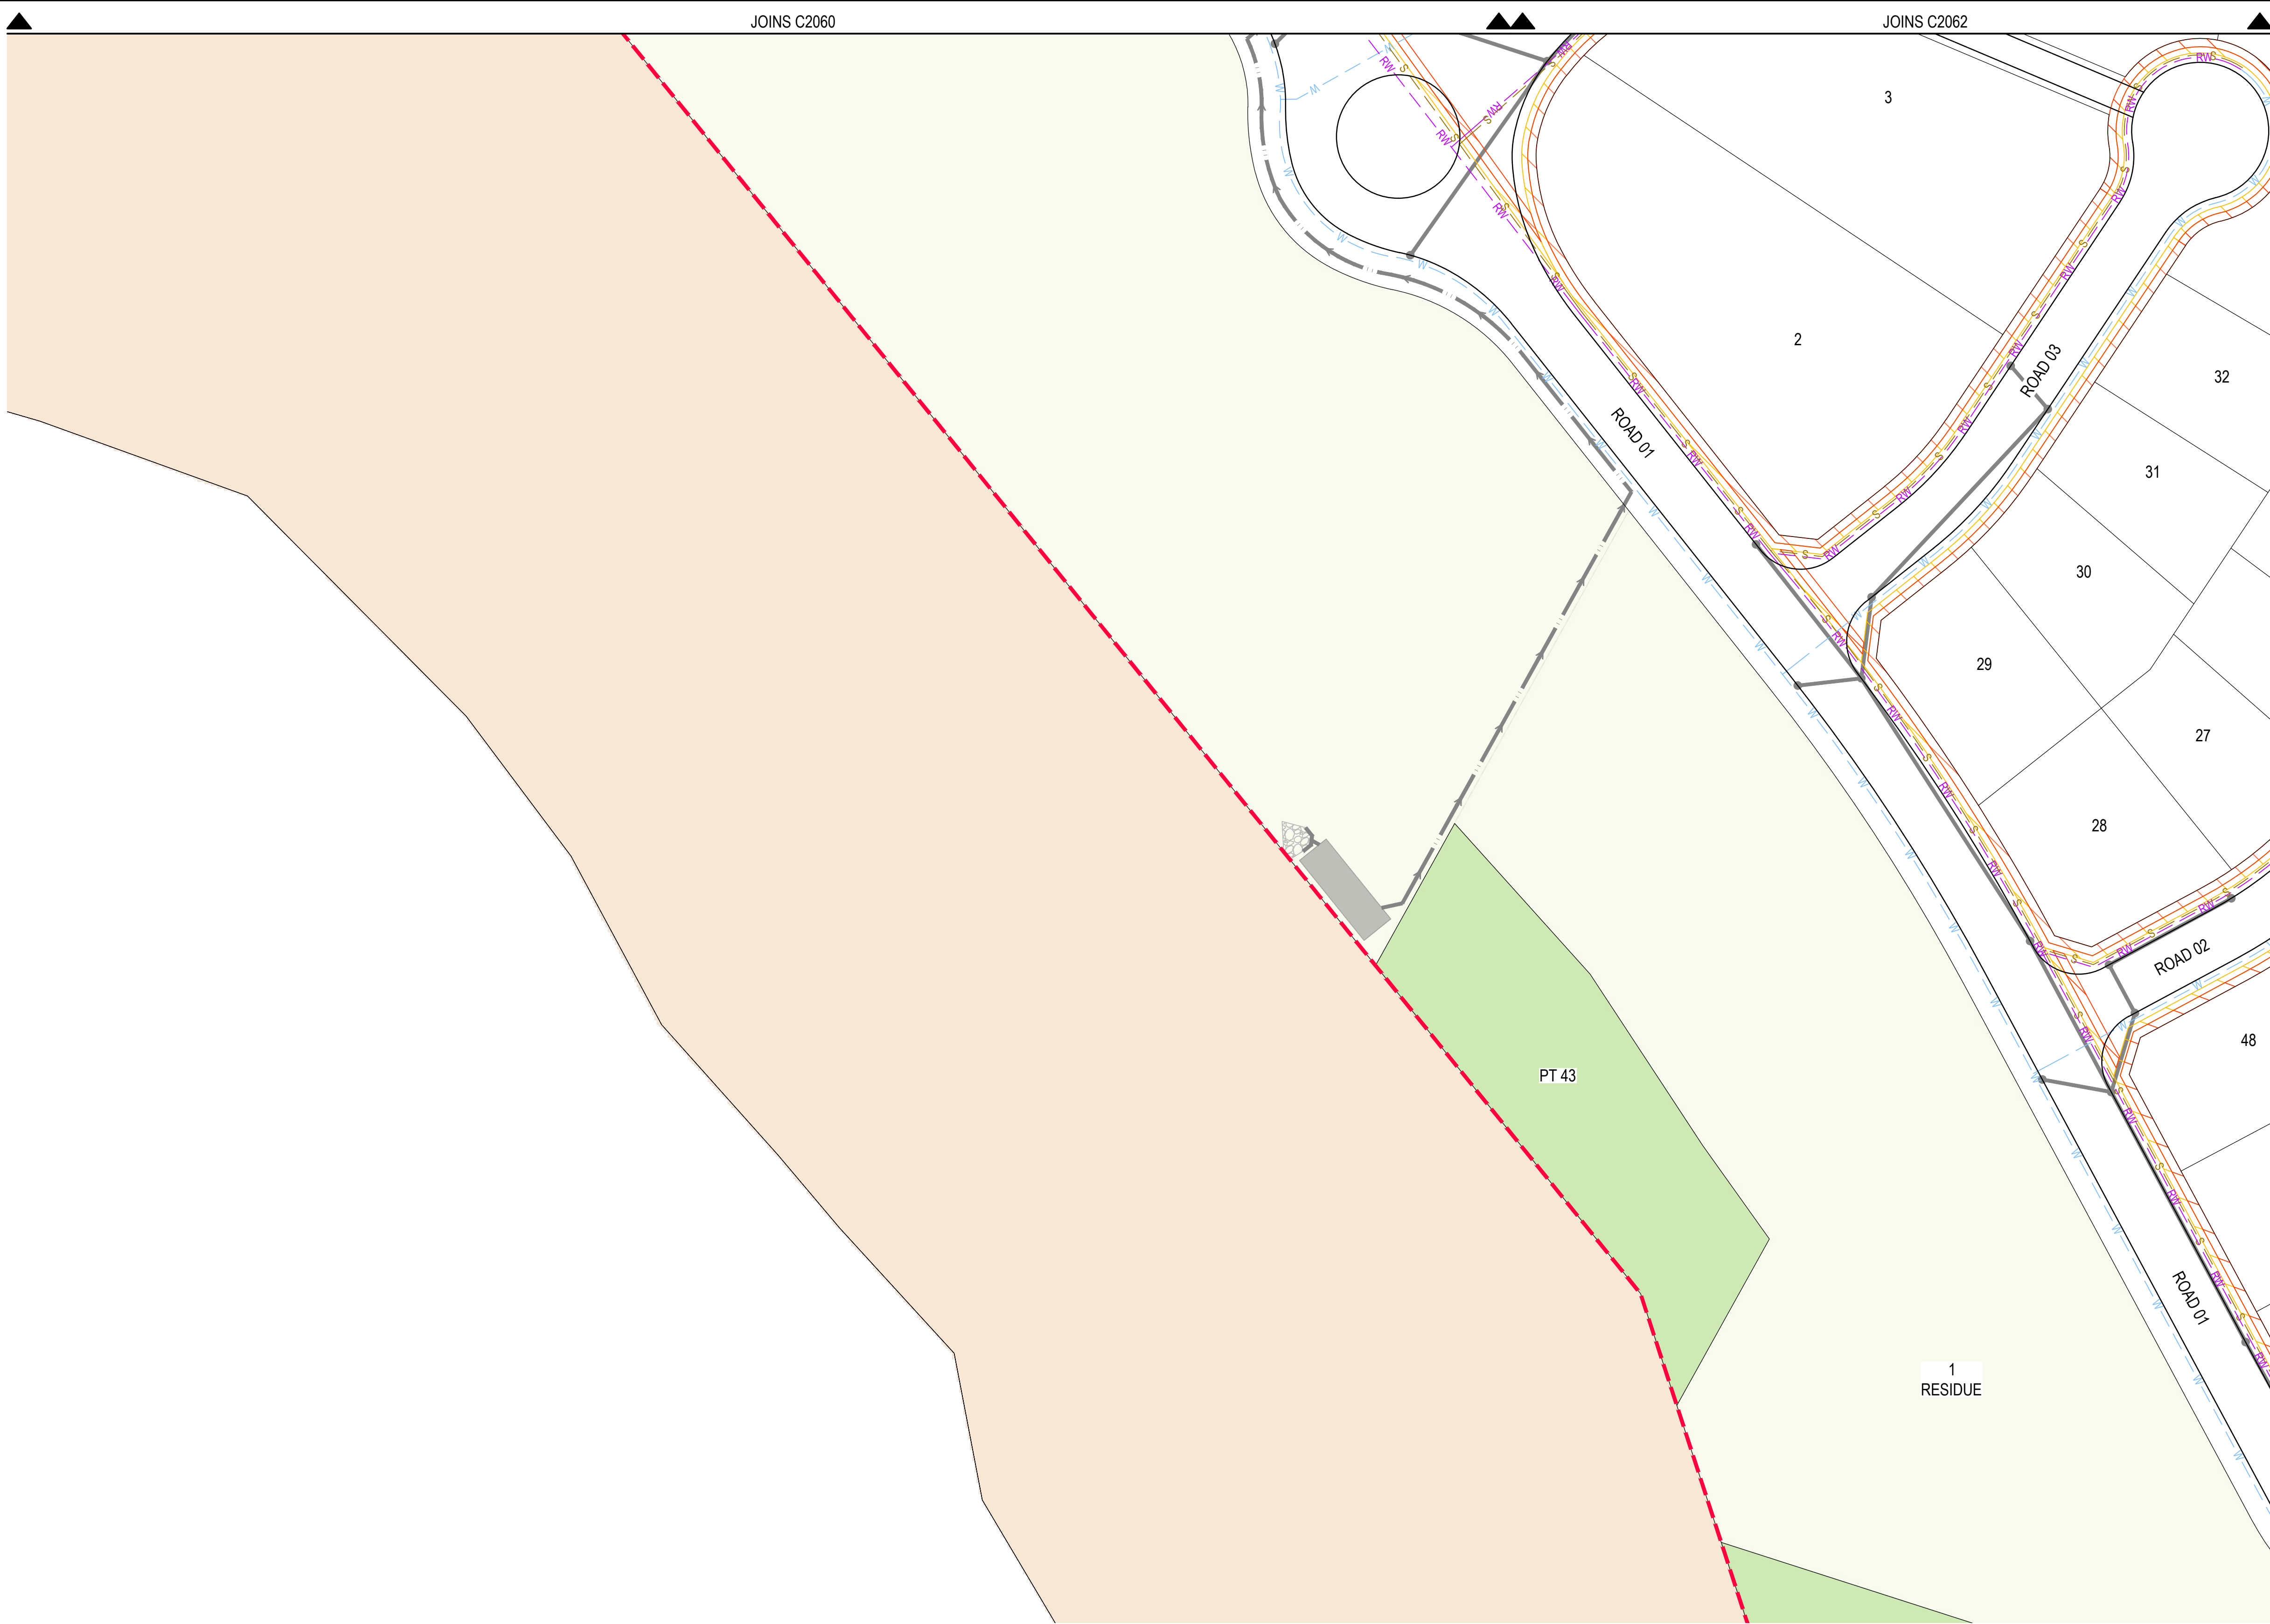 JOINS C2060
JOINS C2062
3
2
ROAD 03
32
ROAD 01
31
30
29
27
28
ROAD 02
48
PT 43
ROAD 01
1
RESIDUE